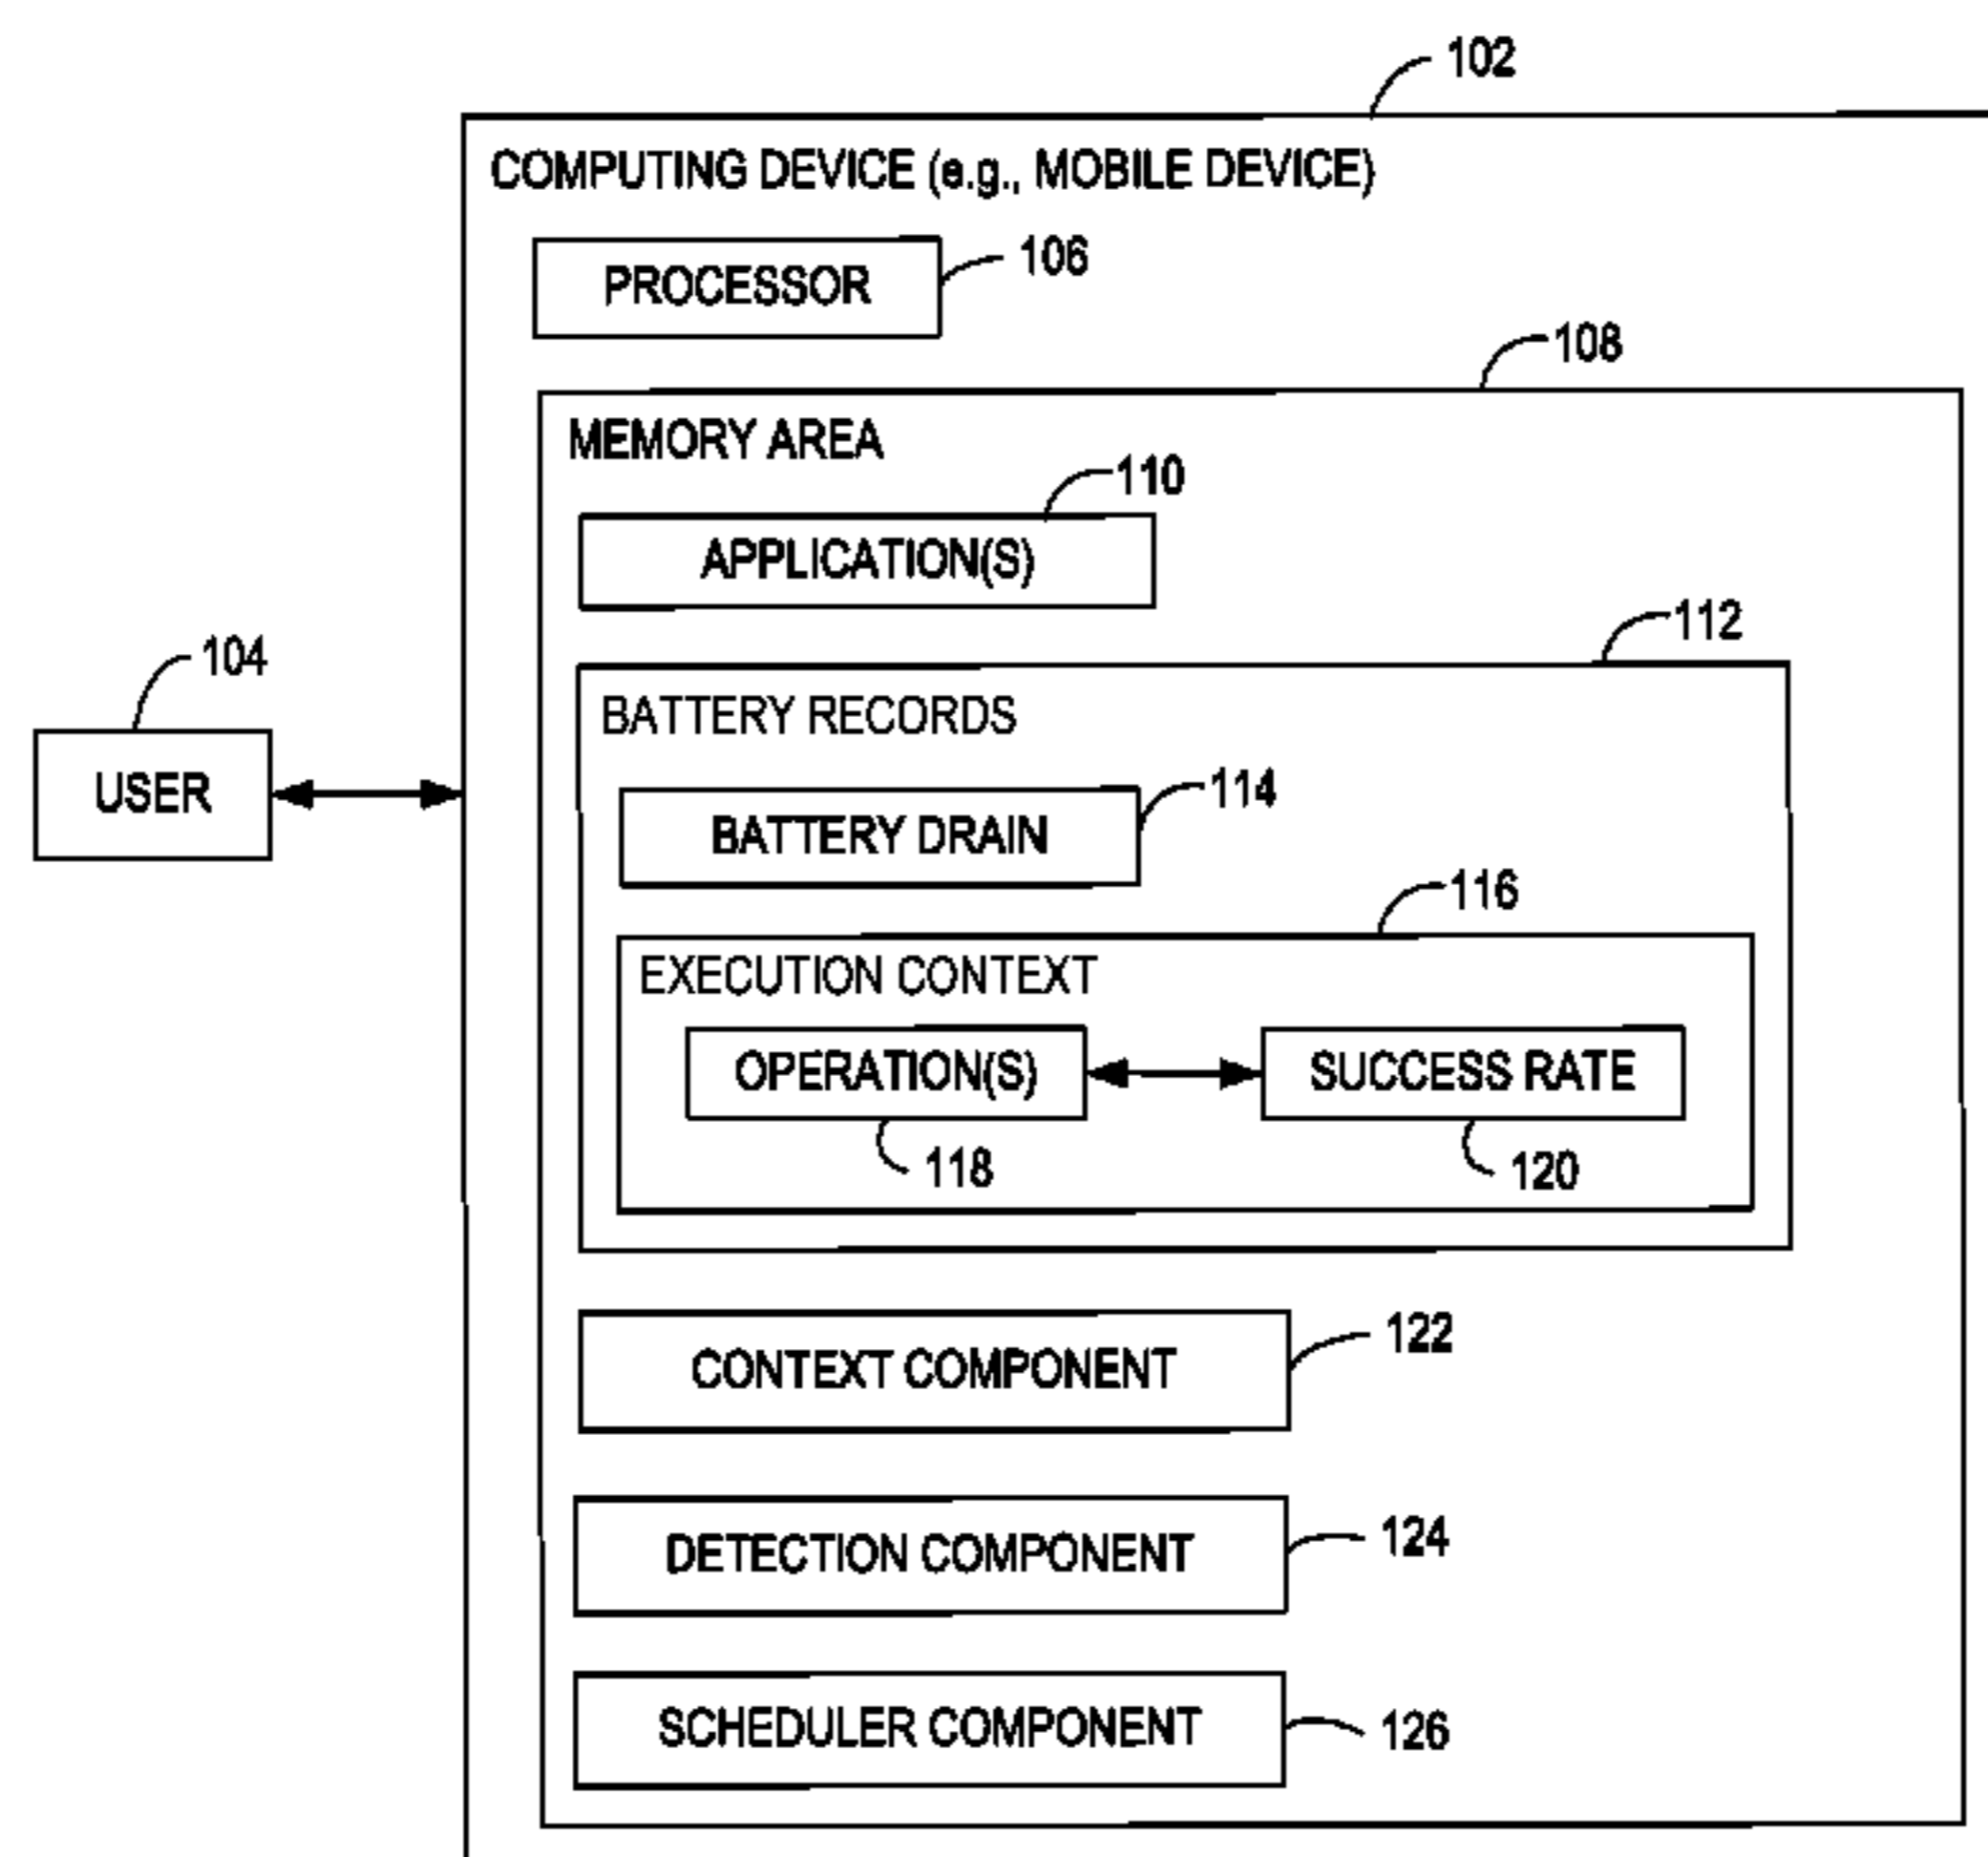 102
COMPUTING DEVICE (e.g., MOBILE DEVICE)
PROCESSOR
106
108
MEMORY AREA
110
APPLICATION(S)
112
104
BATTERY RECORDS
USER
114
BATTERY DRAIN
116
EXECUTION CONTEXT
OPERATION(S)
SUCCESS RATE
118
120
122
CONTEXT COMPONENT
124
DETECTION COMPONENT
SCHEDULER COMPONENT
126